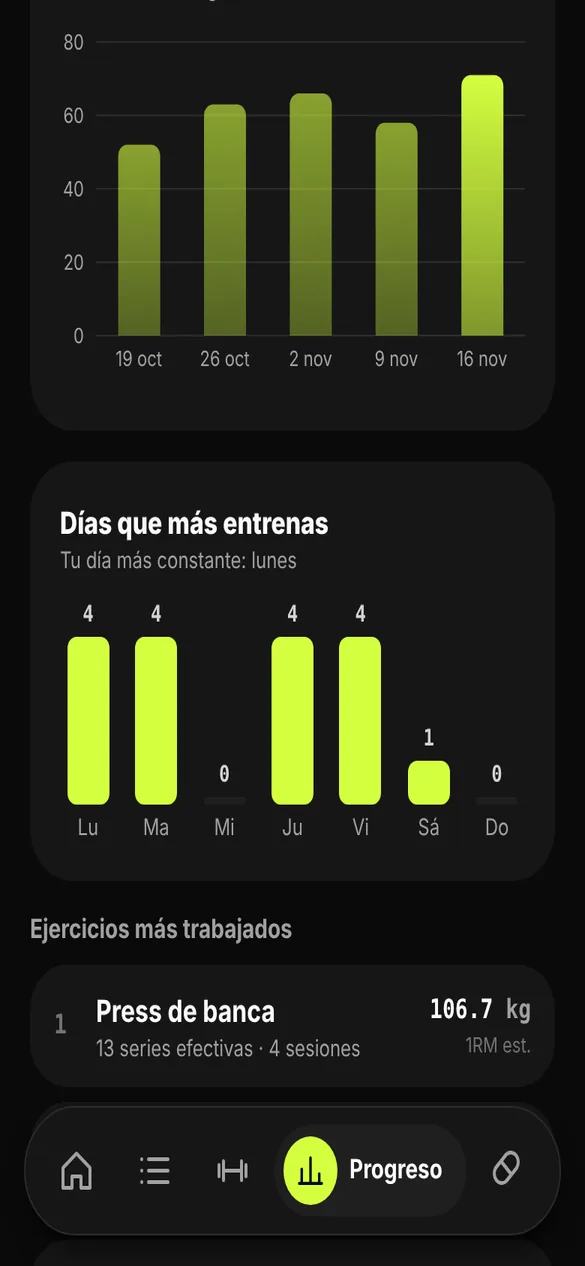 80
60
40
20
0
19 oct 26 oct 2 nov 9 nov 16 nov
Días que más entrenas
Tu día más constante: lunes
4 4 0 4 4 1 0
Lu Ma Mi Ju Vi Sá Do
Ejercicios más trabajados
1 Press de banca 106.7 kg
13 series efectivas · 4 sesiones 1RM est.
Progreso